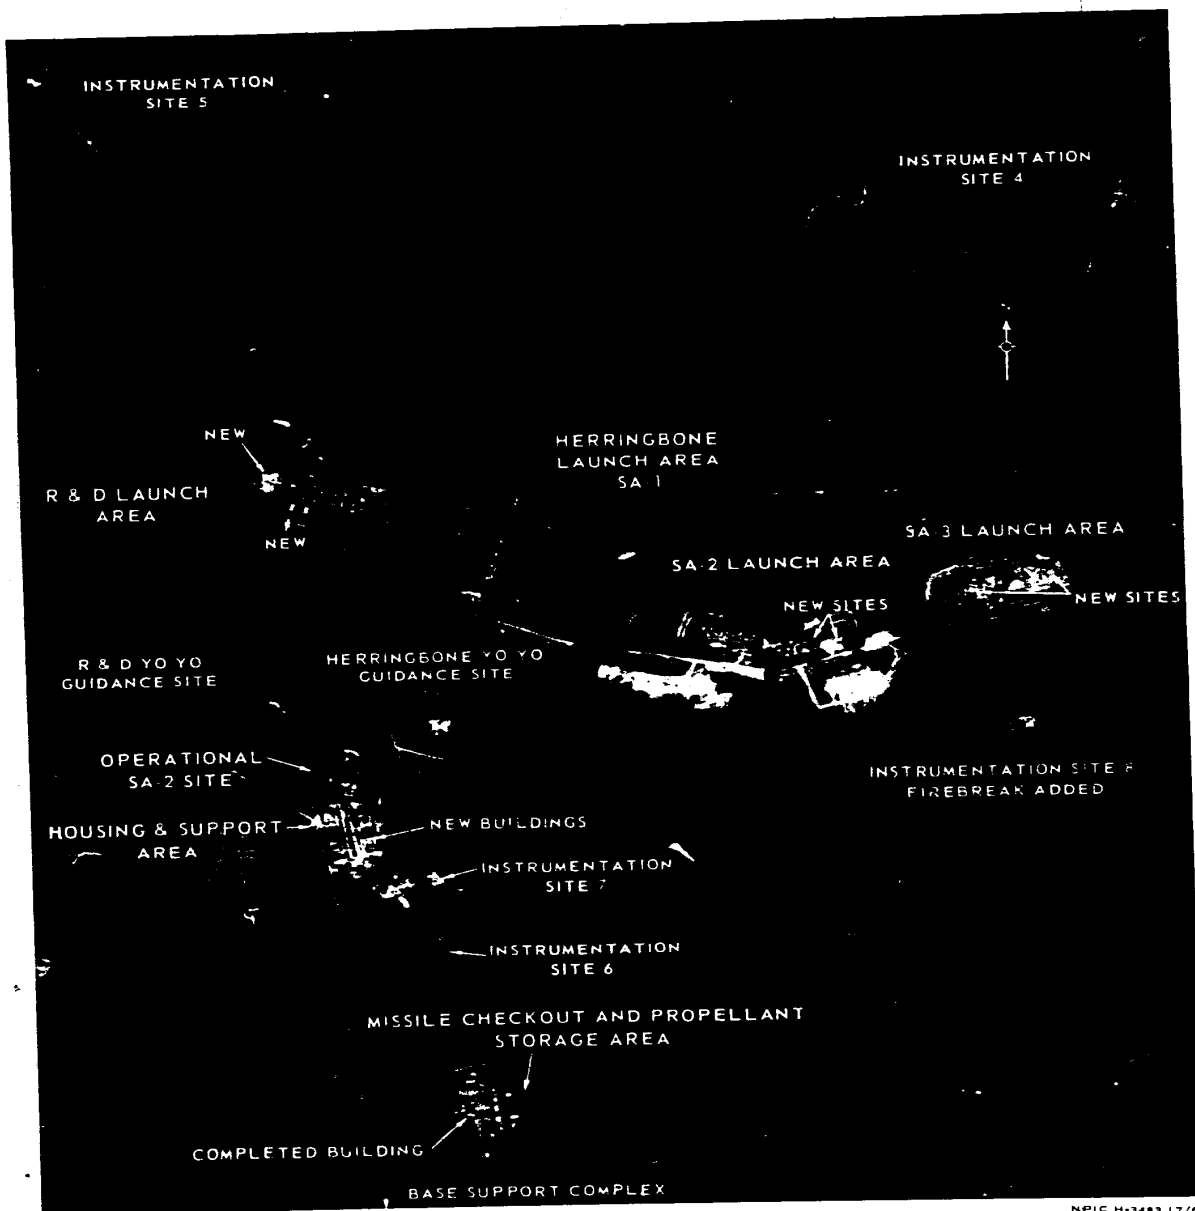 INSTRUMENTATION
SITE 5
INSTRUMENTATION
SITE 4
NEW
HERRINGBONE
LAUNCH AREA
SA-1
R & D LAUNCH
AREA
NEW
SA-3 LAUNCH AREA
SA-2 LAUNCH AREA
NEW SITES
NEW SITES
R & D YO YO
GUIDANCE SITE
HERRINGBONE YO YO
GUIDANCE SITE
OPERATIONAL
SA-2 SITE
INSTRUMENTATION SITE 8
FIREBREAK ADDED
HOUSING & SUPPORT
AREA
NEW BUILDINGS
INSTRUMENTATION
SITE 7
INSTRUMENTATION
SITE 6
MISSILE CHECKOUT AND PROPELLANT
STORAGE AREA
COMPLETED BUILDING
BASE SUPPORT COMPLEX
NPIC